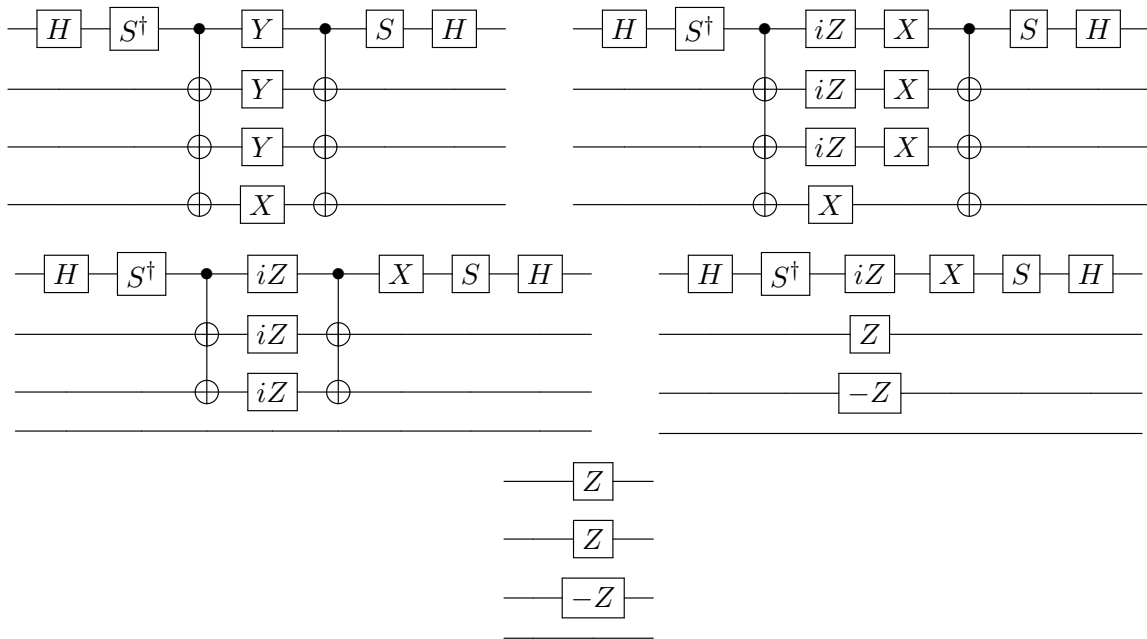 H S† Y S H H S† iZ X S H
Y iZ X
Y iZ X
X X
H S† iZ X S H H S† iZ X S H
iZ Z
iZ −Z
Z
Z
−Z